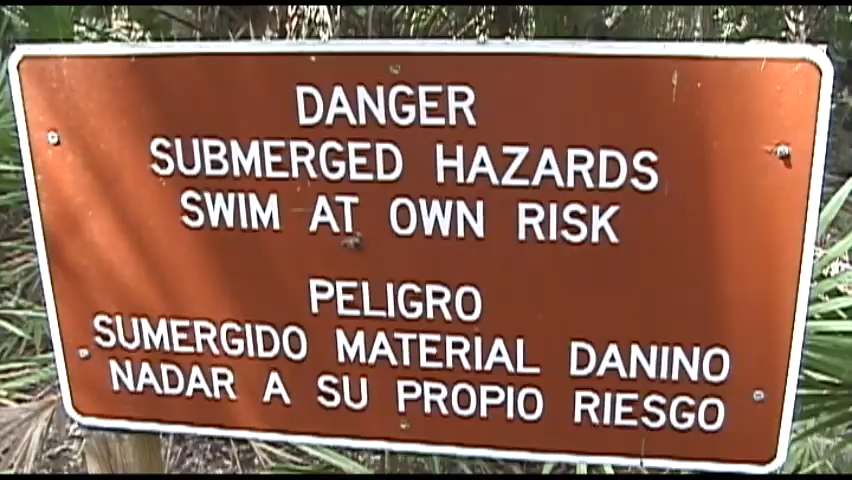 DANGER
SUBMERGED HAZARDS
SWIM AT OWN RISK
PELIGRO
SUMERGIDO MATERIAL DANINO
NADAR A SU PROPIO RIESGO